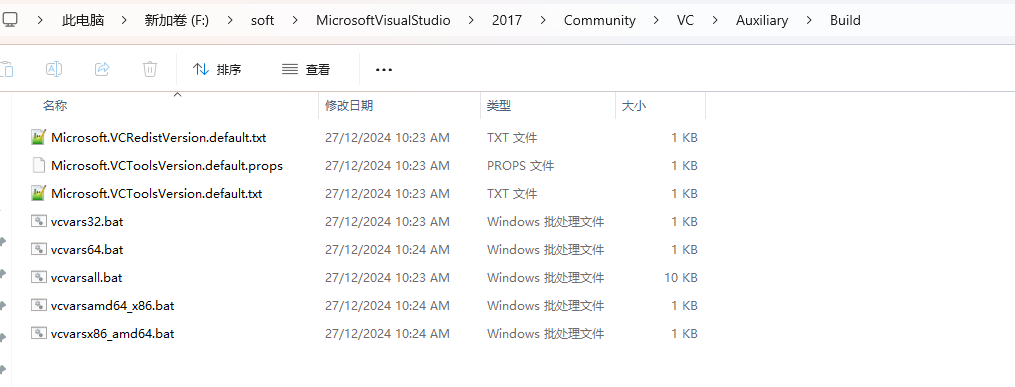 此电脑 > 新加卷 (F:) > soft > MicrosoftVisualStudio > 2017 > Community > VC > Auxiliary > Build
排序 查看 ...
名称 修改日期 类型 大小
Microsoft.VCRedistVersion.default.txt 27/12/2024 10:23 AM TXT 文件 1 KB
Microsoft.VCToolsVersion.default.props 27/12/2024 10:23 AM PROPS 文件 1 KB
Microsoft.VCToolsVersion.default.txt 27/12/2024 10:23 AM TXT 文件 1 KB
vcvars32.bat 27/12/2024 10:23 AM Windows 批处理文件 1 KB
vcvars64.bat 27/12/2024 10:24 AM Windows 批处理文件 1 KB
vcvarsall.bat 27/12/2024 10:23 AM Windows 批处理文件 10 KB
vcvarsamd64_x86.bat 27/12/2024 10:24 AM Windows 批处理文件 1 KB
vcvarsx86_amd64.bat 27/12/2024 10:24 AM Windows 批处理文件 1 KB